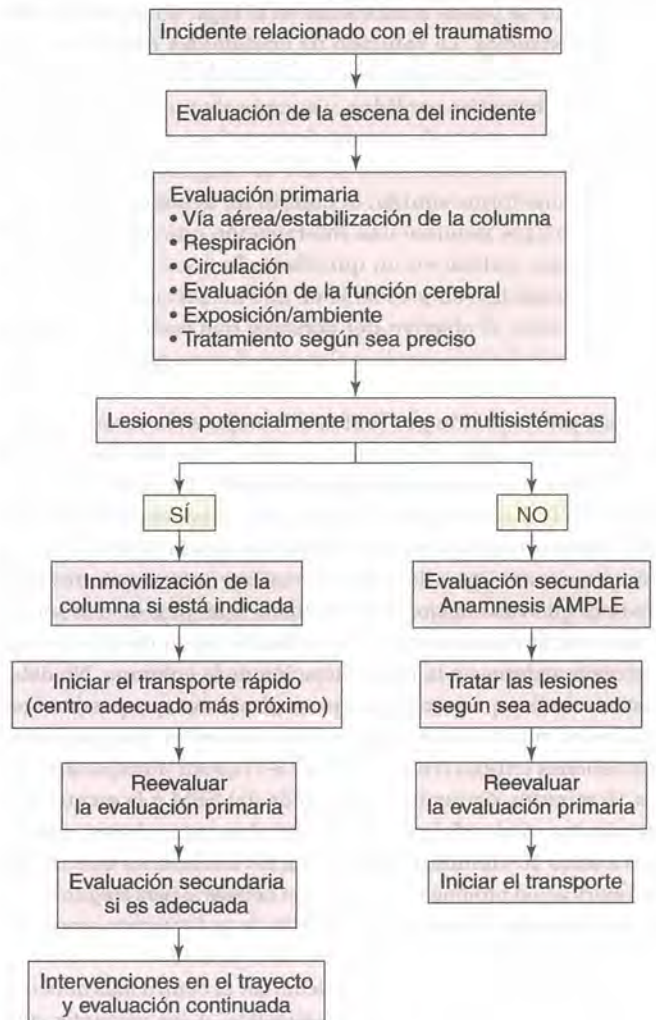 Incidente relacionado con el traumatismo
Evaluación de la escena del incidente
Evaluación primaria
• Vía aérea/estabilización de la columna
• Respiración
• Circulación
• Evaluación de la función cerebral
• Exposición/ambiente
• Tratamiento según sea preciso
Lesiones potencialmente mortales o multisistémicas
SÍ
Inmovilización de la
columna si está indicada
Iniciar el transporte rápido
(centro adecuado más próximo)
Reevaluar
la evaluación primaria
Evaluación secundaria
si es adecuada
Intervenciones en el trayecto
y evaluación continuada
NO
Evaluación secundaria
Anamnesis AMPLE
Tratar las lesiones
según sea adecuado
Reevaluar
la evaluación primaria
Iniciar el transporte